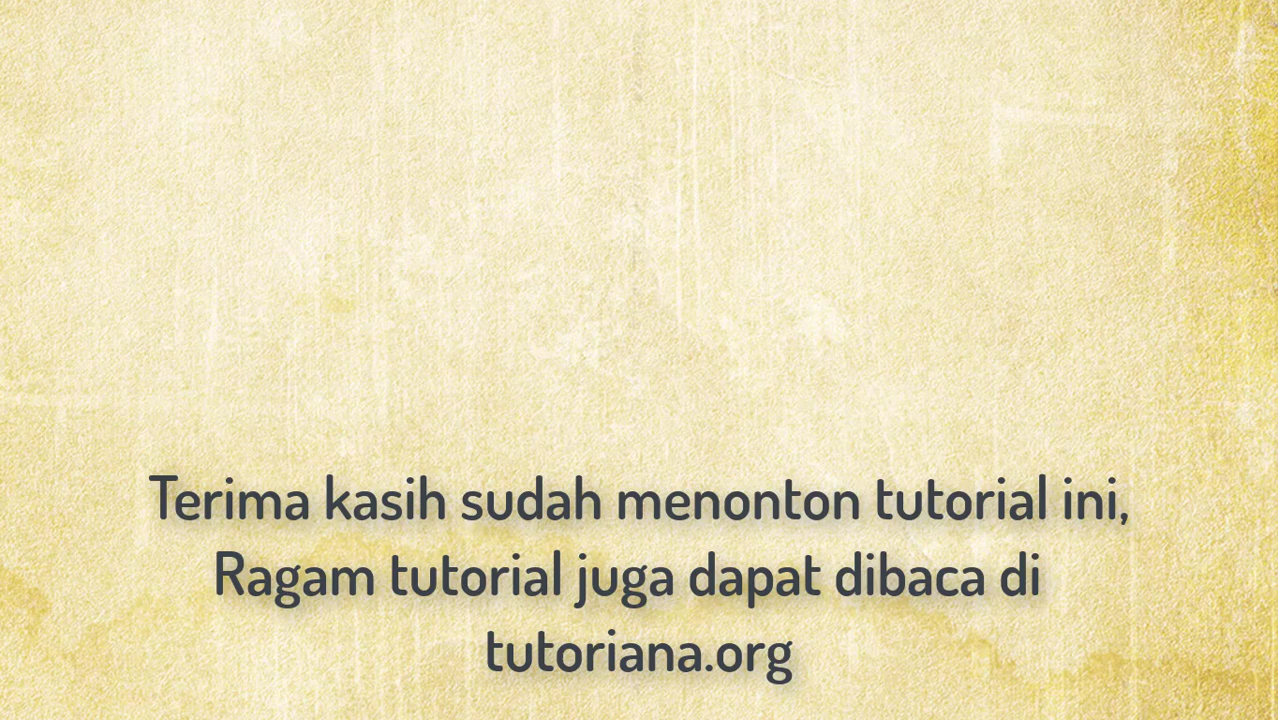 Terima kasih sudah menonton tutorial ini,
Ragam tutorial juga dapat dibaca di
tutoriana.org